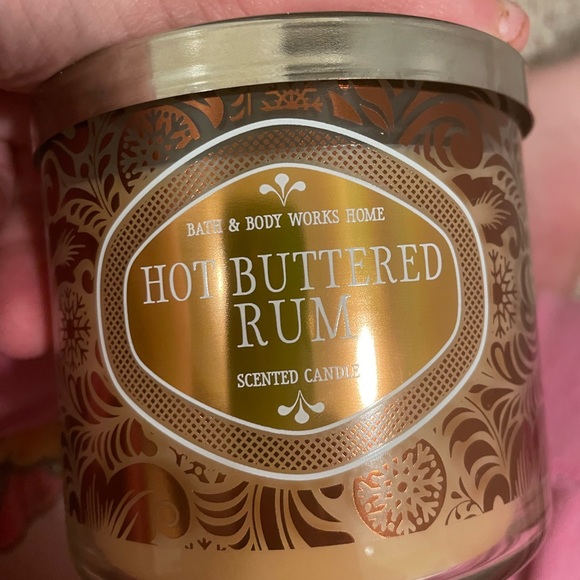 BATH & BODY WORKS HOME
HOT BUTTERED
RUM
SCENTED CANDLE